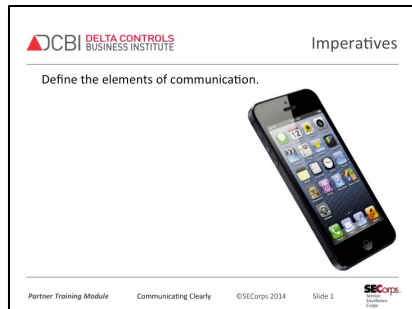 DCBI DELTA CONTROLS
BUSINESS INSTITUTE
Imperatives
Define the elements of communication.
Partner Training Module Communicating Clearly ©SECorps 2014 Slide 1
SECorps
Service
Excellence
Corps